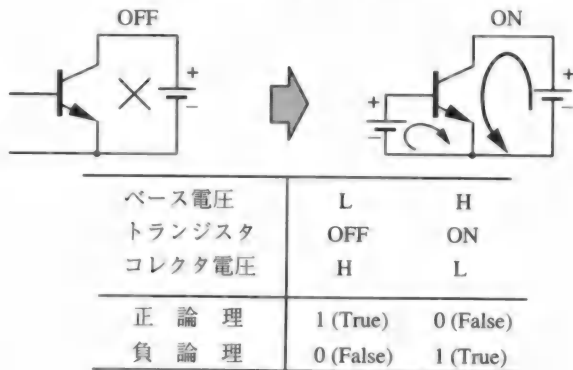 OFF ON
+
−
+
−
+
−
ベース電圧 L H
トランジスタ OFF ON
コレクタ電圧 H L
正論理 1 (True) 0 (False)
負論理 0 (False) 1 (True)